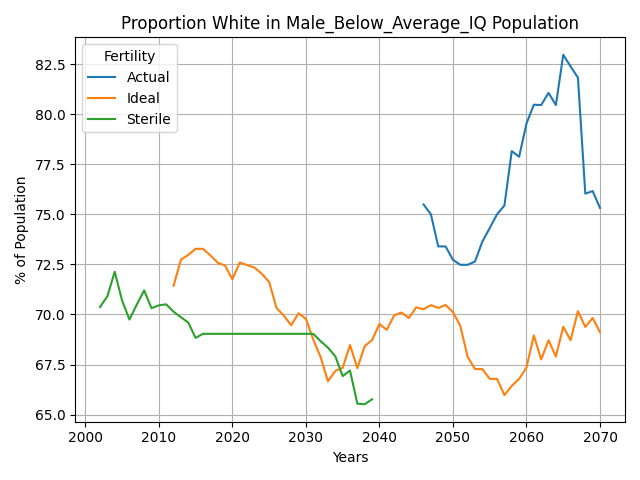 Proportion White in Male_Below_Average_IQ Population
Fertility
Actual
Ideal
Sterile
% of Population
82.5
80.0
77.5
75.0
72.5
70.0
67.5
65.0
2000 2010 2020 2030 2040 2050 2060 2070
Years